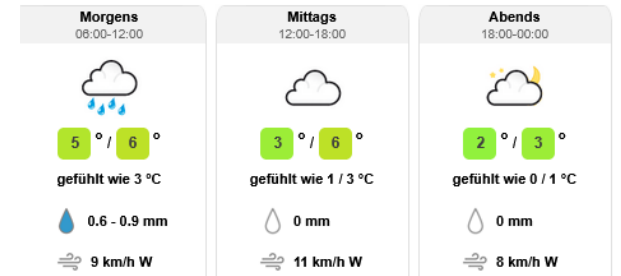 Morgens
06:00-12:00
5 ° / 6 °
gefühlt wie 3 °C
0.6 - 0.9 mm
9 km/h W
Mittags
12:00-18:00
3 ° / 6 °
gefühlt wie 1 / 3 °C
0 mm
11 km/h W
Abends
18:00-00:00
2 ° / 3 °
gefühlt wie 0 / 1 °C
0 mm
8 km/h W